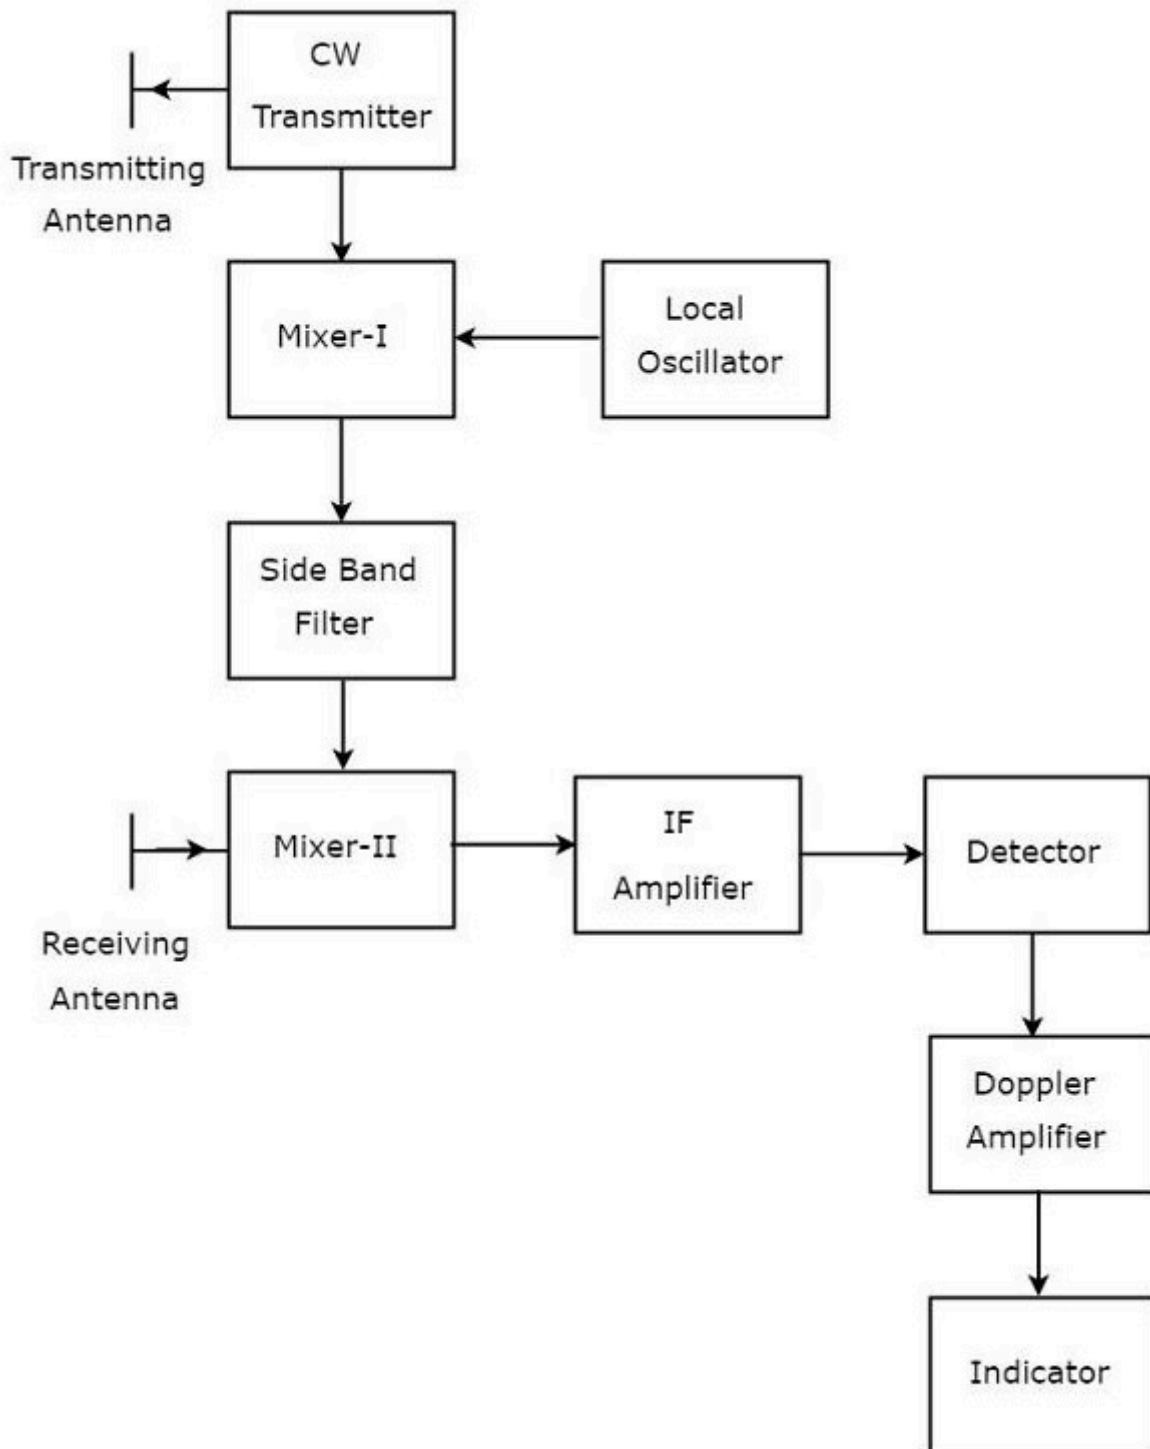 CW
Transmitter
Transmitting
Antenna
Mixer-I
Local
Oscillator
Side Band
Filter
Mixer-II
IF
Amplifier
Detector
Receiving
Antenna
Doppler
Amplifier
Indicator